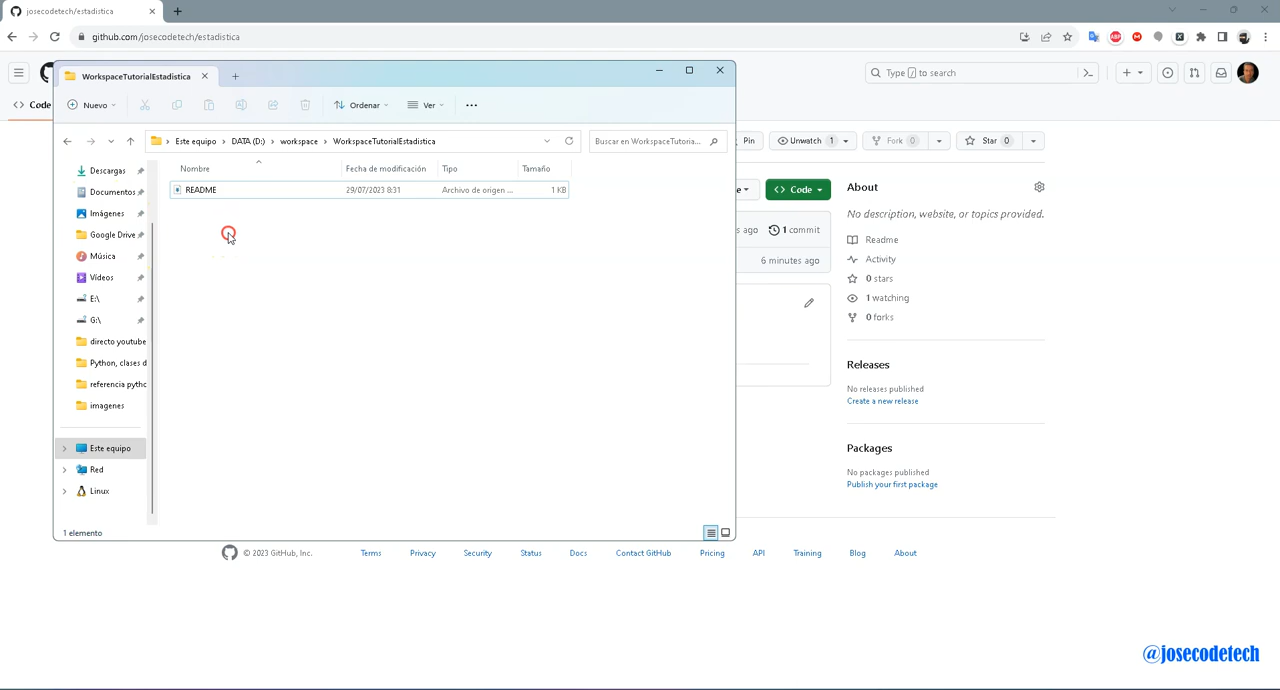 josecodetech/estadistica
github.com/josecodetech/estadistica
Type / to search
Code
WorkspaceTutorialEstadistica
Nuevo
Ordenar
Ver
Este equipo > DATA (D:) > workspace > WorkspaceTutorialEstadistica
Buscar en WorkspaceTutoria...
Descargas
Documentos
Imágenes
Google Drive
Música
Vídeos
E:\
G:\
directo youtube
Python, clases d
referencia pytho
imagenes
Este equipo
Red
Linux
Nombre Fecha de modificación Tipo Tamaño
README 29/07/2023 8:31 Archivo de origen ... 1 KB
1 elemento
Pin
Unwatch 1
Fork 0
Star 0
Code
s ago 1 commit
6 minutes ago
About
No description, website, or topics provided.
Readme
Activity
0 stars
1 watching
0 forks
Releases
No releases published
Create a new release
Packages
No packages published
Publish your first package
© 2023 GitHub, Inc. Terms Privacy Security Status Docs Contact GitHub Pricing API Training Blog About
@josecodetech